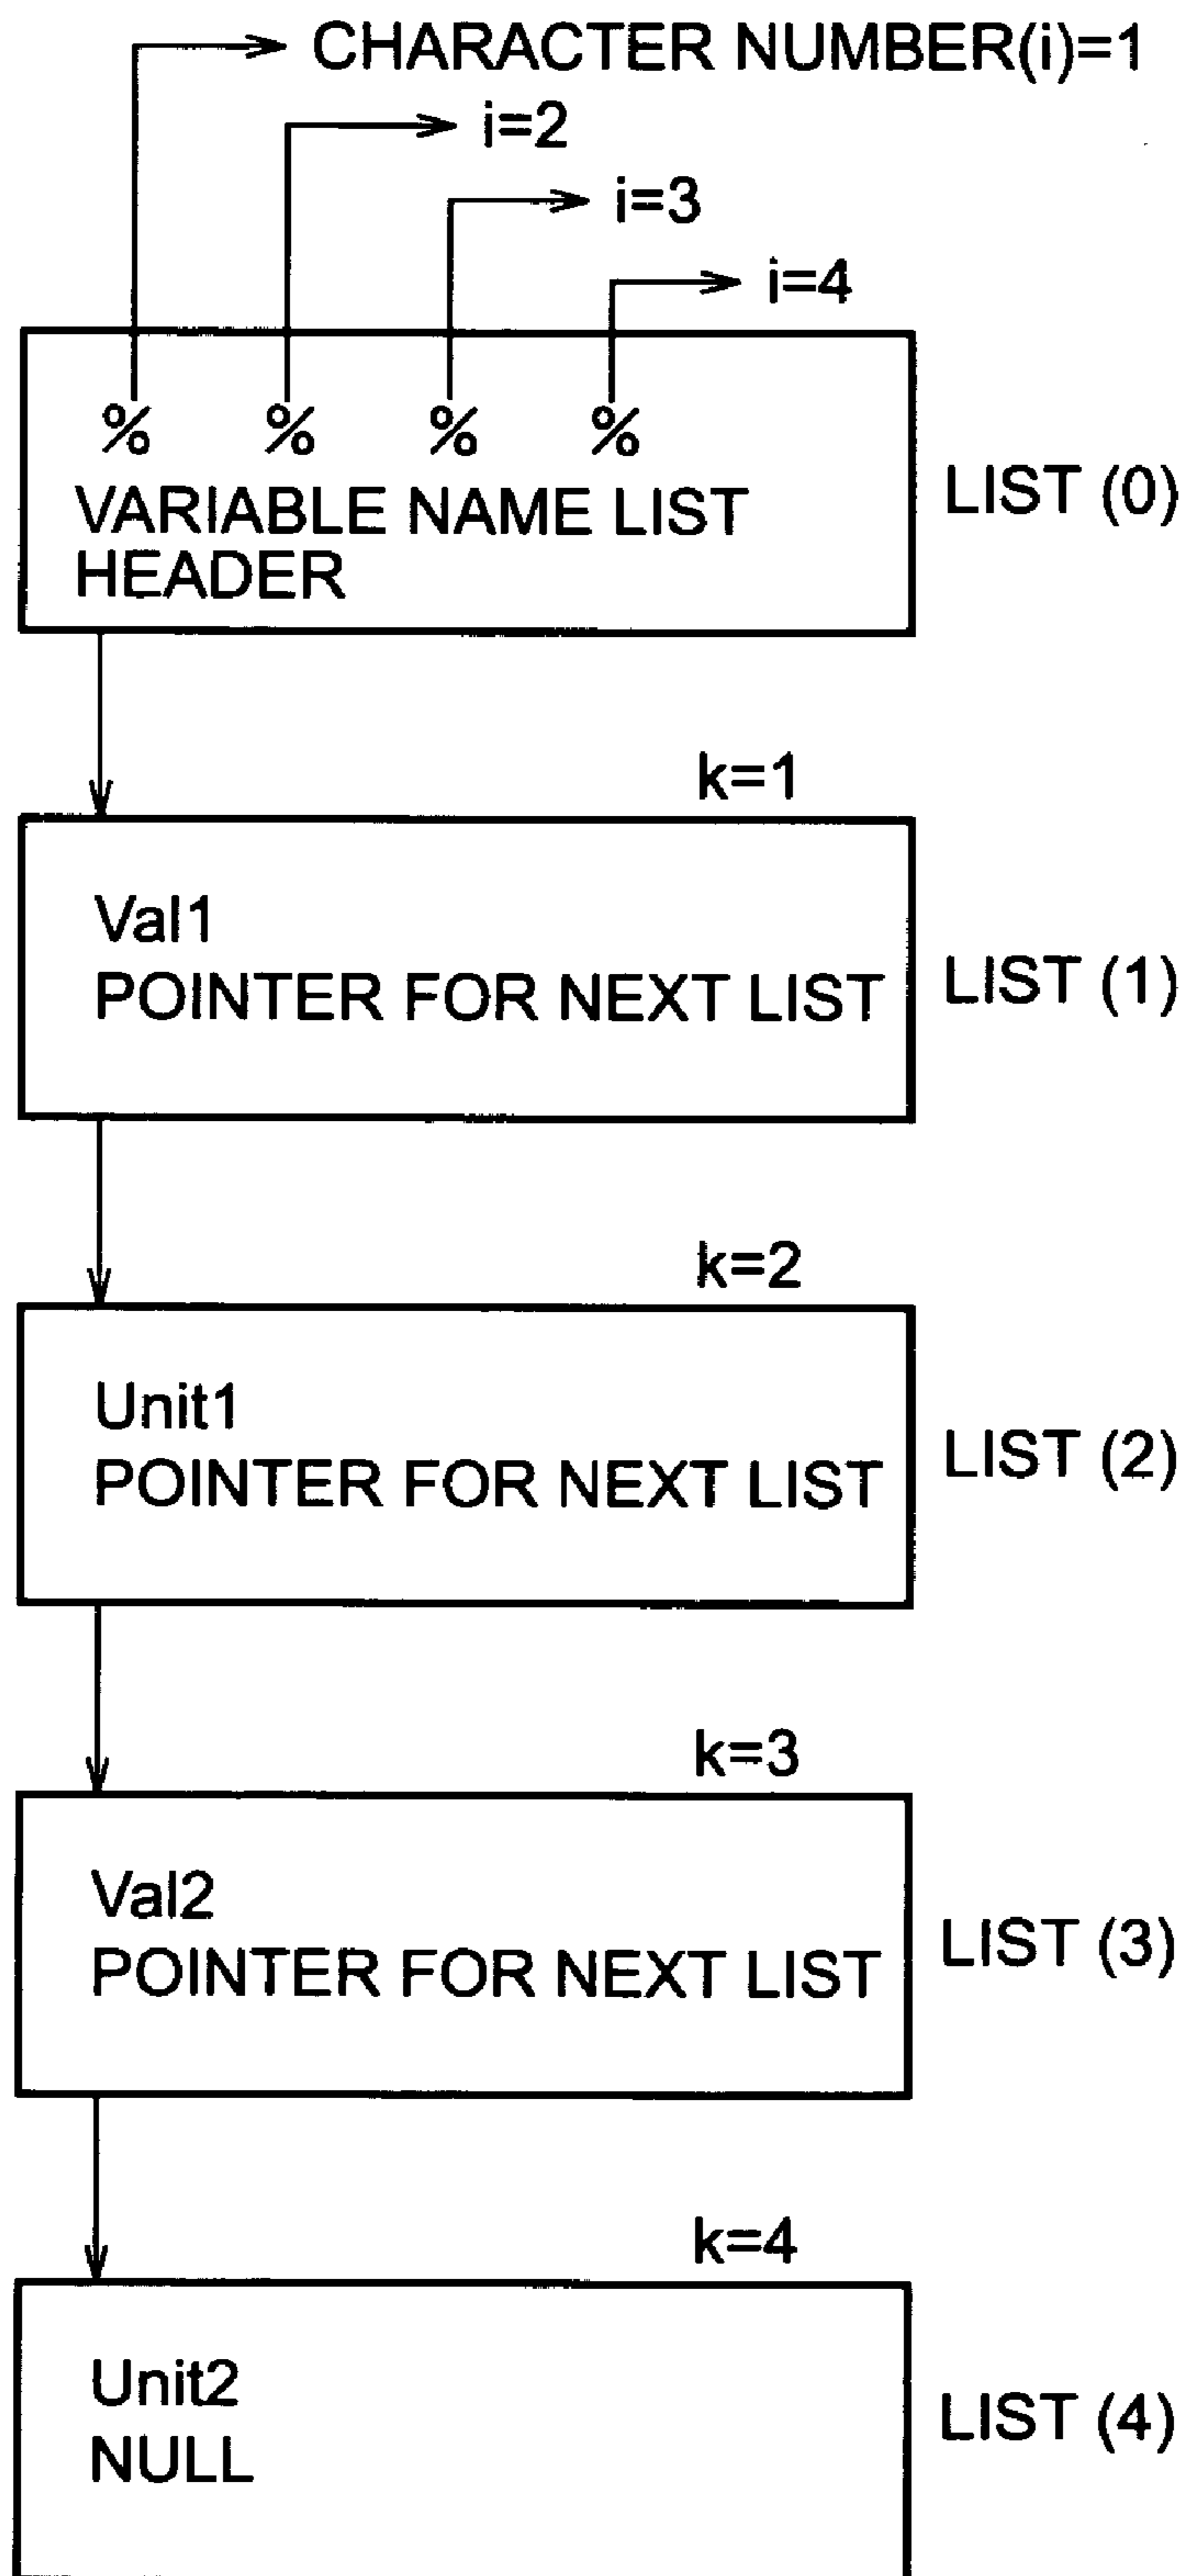 CHARACTER NUMBER(i)=1
i=2
i=3
i=4
% % % %
VARIABLE NAME LIST
HEADER
LIST (0)
k=1
Val1
POINTER FOR NEXT LIST
LIST (1)
k=2
Unit1
POINTER FOR NEXT LIST
LIST (2)
k=3
Val2
POINTER FOR NEXT LIST
LIST (3)
k=4
Unit2
NULL
LIST (4)